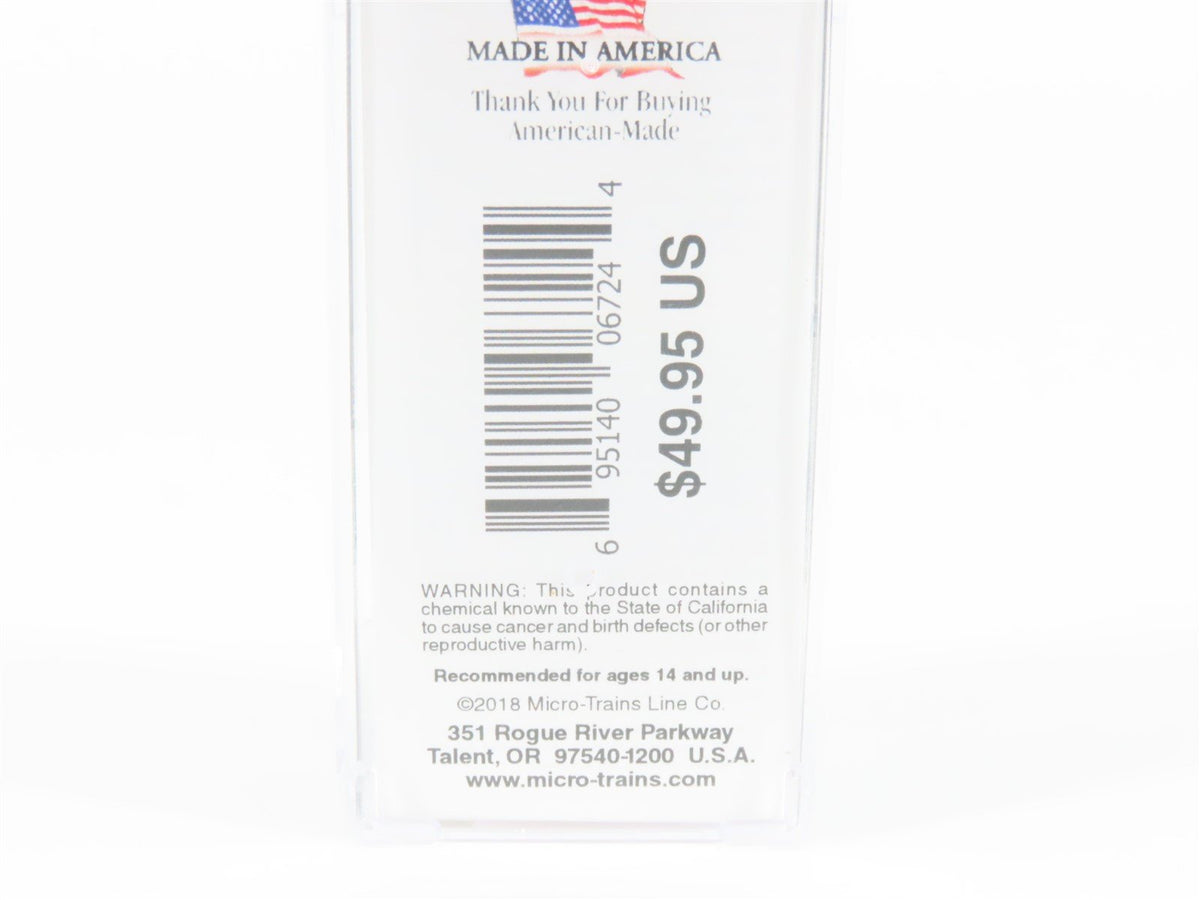 MADE IN AMERICA
Thank You For Buying
American-Made
6 95140 06724 4
$49.95 US
WARNING: This product contains a
chemical known to the State of California
to cause cancer and birth defects (or other
reproductive harm).
Recommended for ages 14 and up.
©2018 Micro-Trains Line Co.
351 Rogue River Parkway
Talent, OR 97540-1200 U.S.A.
www.micro-trains.com